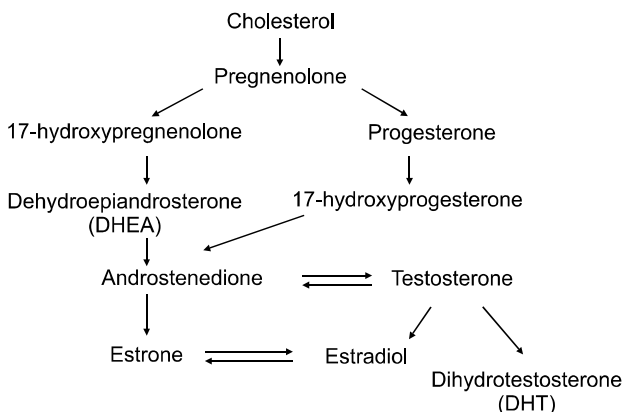 Cholesterol
Pregnenolone
17-hydroxypregnenolone
Progesterone
Dehydroepiandrosterone
(DHEA)
17-hydroxyprogesterone
Androstenedione
Testosterone
Estrone
Estradiol
Dihydrotestosterone
(DHT)